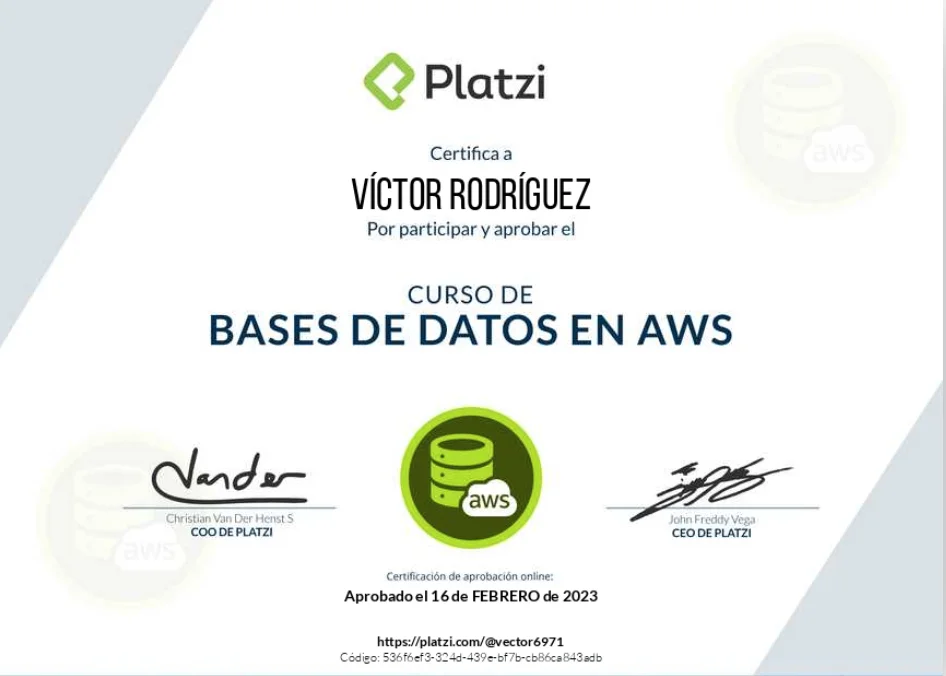 Platzi
aws
Certifica a
VÍCTOR RODRÍGUEZ
Por participar y aprobar el
CURSO DE
BASES DE DATOS EN AWS
Vander
aws
aws
Christian Van Der Henst S
COO DE PLATZI
John Freddy Vega
CEO DE PLATZI
Certificación de aprobación online:
Aprobado el 16 de FEBRERO de 2023
https://platzi.com/@vector6971
Código: 536f6ef3-324d-439e-bf7b-cb86ca843adb